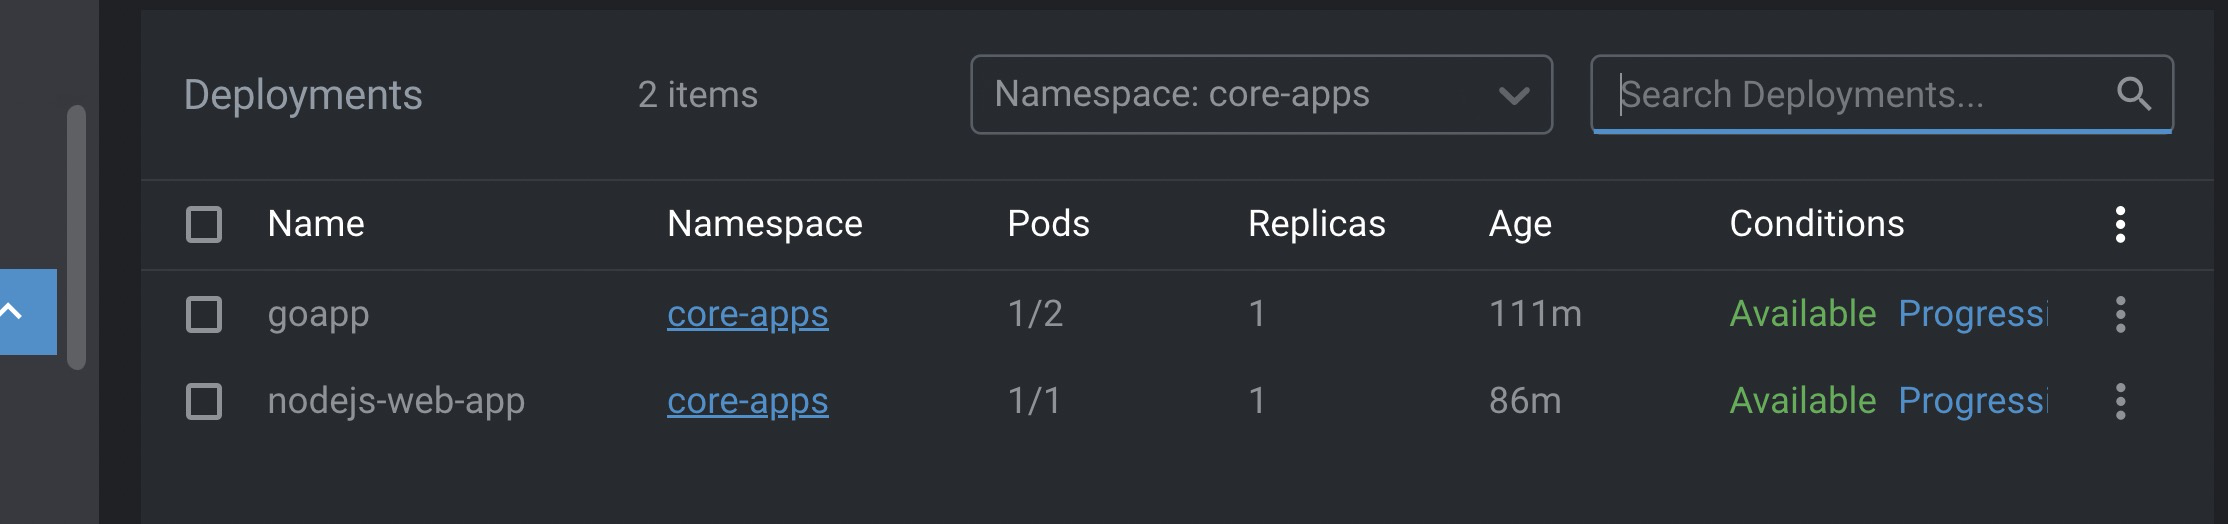 Deployments 2 items Namespace: core-apps Search Deployments...
Name Namespace Pods Replicas Age Conditions
goapp core-apps 1/2 1 111m Available Progressi
nodejs-web-app core-apps 1/1 1 86m Available Progressi